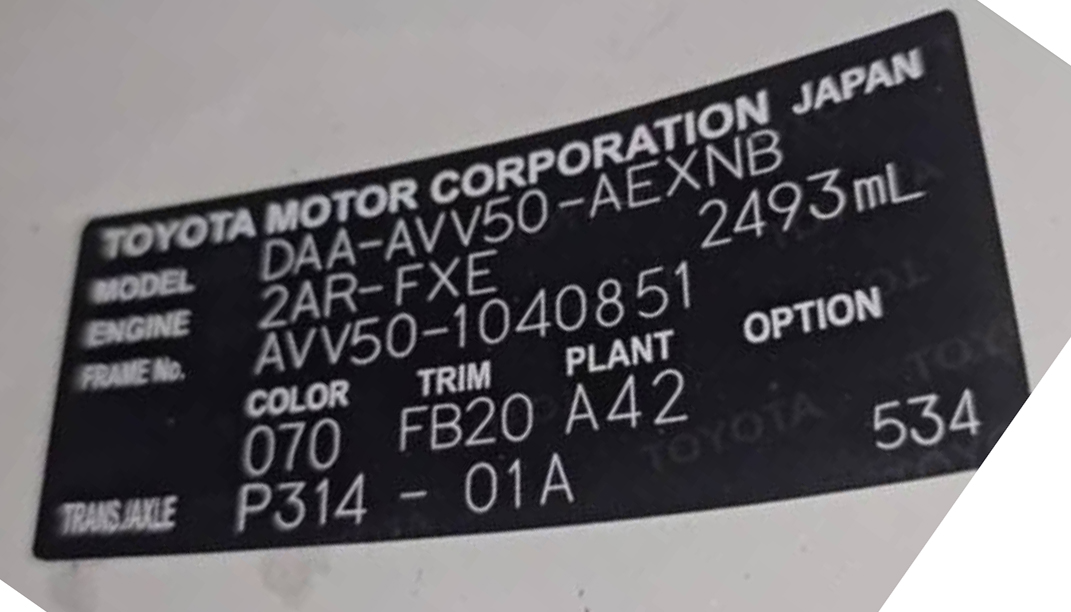 TOYOTA MOTOR CORPORATION JAPAN
MODEL DAA-AVV50-AEXNB
ENGINE 2AR-FXE 2493mL
FRAME No. AVV50-1040851
COLOR TRIM PLANT OPTION
070 FB20 A42
TRANS./AXLE P314 - 01A 534